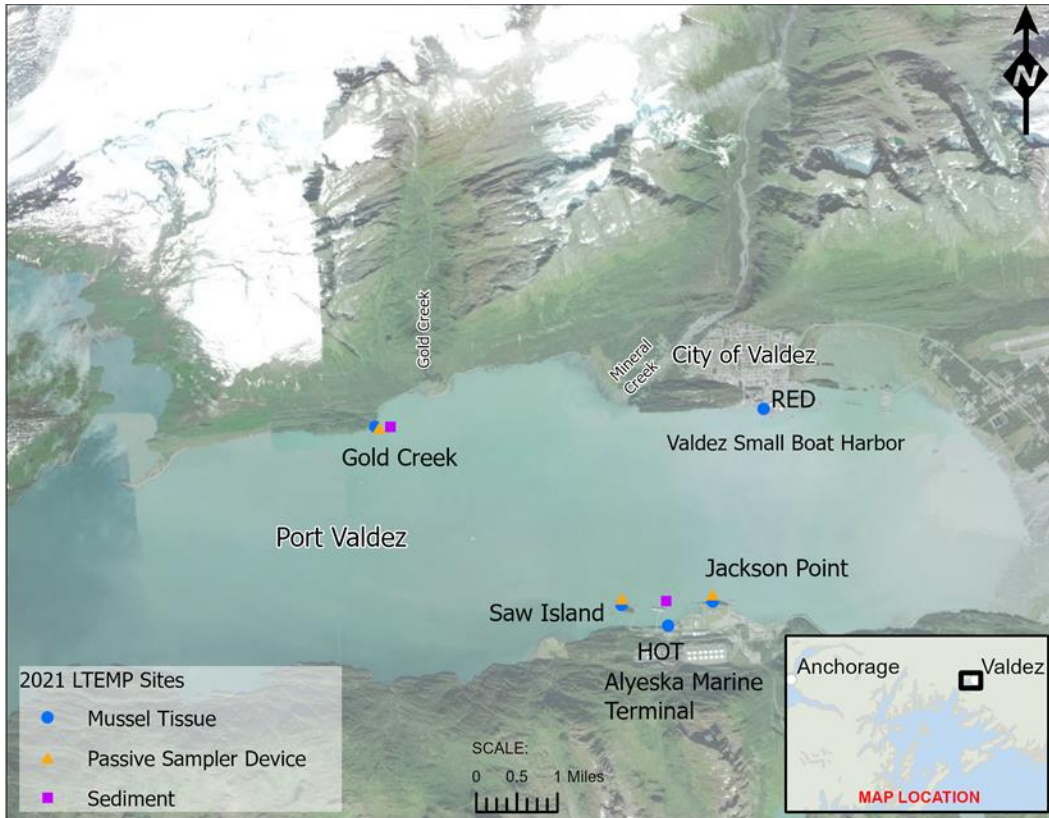 N
Gold Creek
Mineral
Creek
City of Valdez
RED
Valdez Small Boat Harbor
Gold Creek
Port Valdez
Jackson Point
Saw Island
HOT
Alyeska Marine
Terminal
2021 LTEMP Sites
Mussel Tissue
Passive Sampler Device
Sediment
SCALE:
0 0.5 1 Miles
Anchorage
Valdez
MAP LOCATION